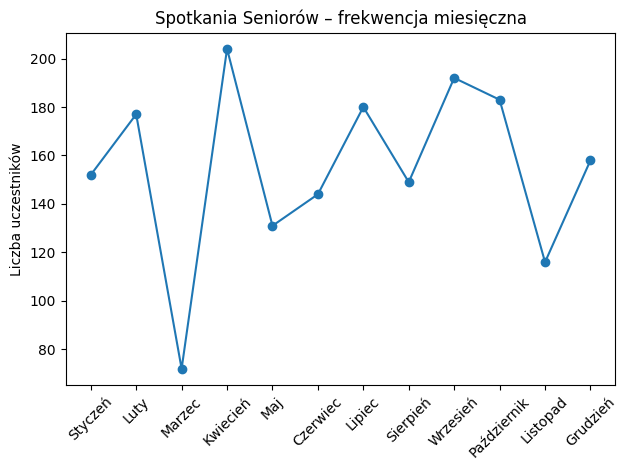 Spotkania Seniorów – frekwencja miesięczna
Liczba uczestników
200
180
160
140
120
100
80
Styczeń
Luty
Marzec
Kwiecień
Maj
Czerwiec
Lipiec
Sierpień
Wrzesień
Październik
Listopad
Grudzień